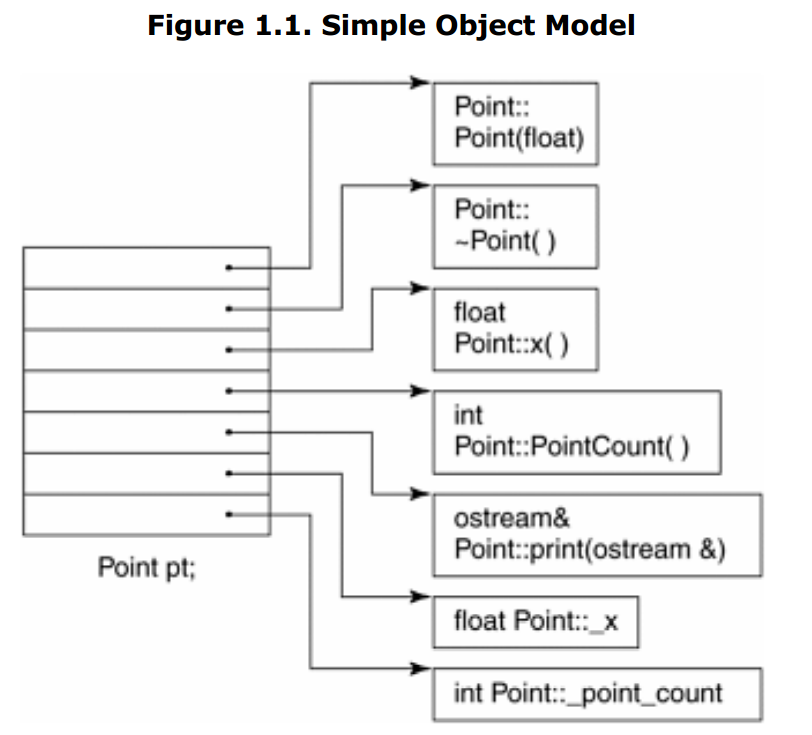 Figure 1.1. Simple Object Model
Point::
Point(float)
Point::
~Point( )
float
Point::x( )
int
Point::PointCount( )
ostream&
Point::print(ostream &)
Point pt;
float Point::_x
int Point::_point_count